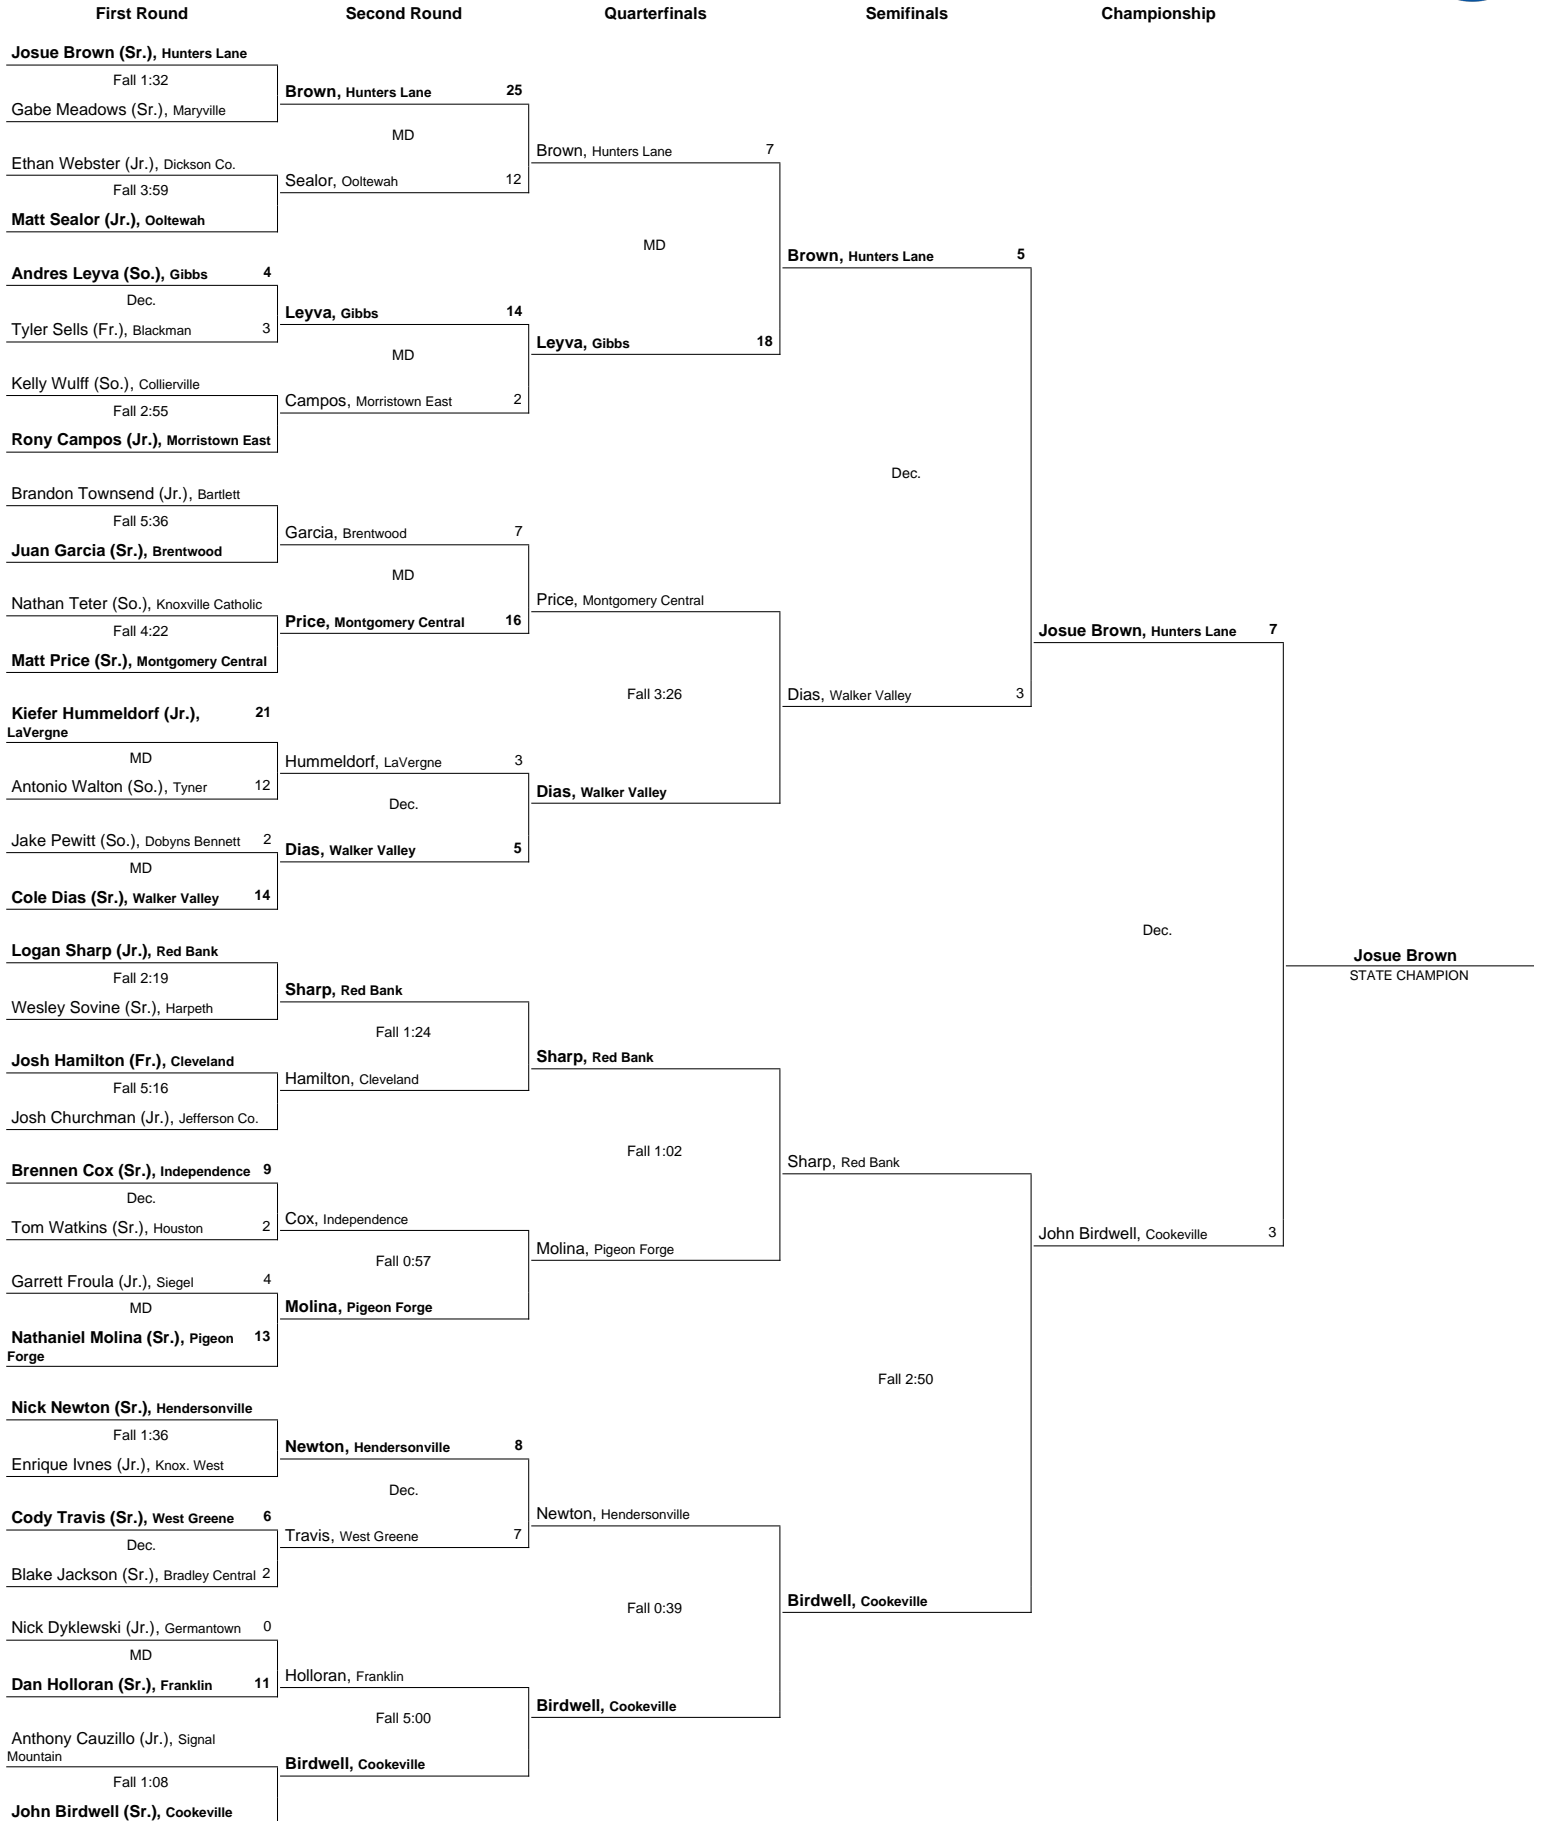 First Round
Second Round
Quarterfinals
Semifinals
Championship
Josue Brown (Sr.), Hunters Lane
Fall 1:32
Gabe Meadows (Sr.), Maryville
Ethan Webster (Jr.), Dickson Co.
Fall 3:59
Matt Sealor (Jr.), Ooltewah
Andres Leyva (So.), Gibbs 4
Dec.
Tyler Sells (Fr.), Blackman 3
Kelly Wulff (So.), Collierville
Fall 2:55
Rony Campos (Jr.), Morristown East
Brandon Townsend (Jr.), Bartlett
Fall 5:36
Juan Garcia (Sr.), Brentwood
Nathan Teter (So.), Knoxville Catholic
Fall 4:22
Matt Price (Sr.), Montgomery Central
Kiefer Hummeldorf (Jr.), 21
LaVergne
MD
Antonio Walton (So.), Tyner 12
Jake Pewitt (So.), Dobyns Bennett 2
MD
Cole Dias (Sr.), Walker Valley 14
Logan Sharp (Jr.), Red Bank
Fall 2:19
Wesley Sovine (Sr.), Harpeth
Josh Hamilton (Fr.), Cleveland
Fall 5:16
Josh Churchman (Jr.), Jefferson Co.
Brennen Cox (Sr.), Independence 9
Dec.
Tom Watkins (Sr.), Houston 2
Garrett Froula (Jr.), Siegel 4
MD
Nathaniel Molina (Sr.), Pigeon 13
Forge
Nick Newton (Sr.), Hendersonville
Fall 1:36
Enrique Ivnes (Jr.), Knox. West
Cody Travis (Sr.), West Greene 6
Dec.
Blake Jackson (Sr.), Bradley Central 2
Nick Dyklewski (Jr.), Germantown 0
MD
Dan Holloran (Sr.), Franklin 11
Anthony Cauzillo (Jr.), Signal
Mountain
Fall 1:08
John Birdwell (Sr.), Cookeville
Brown, Hunters Lane 25
MD
Sealor, Ooltewah 12
Leyva, Gibbs 14
MD
Campos, Morristown East 2
Garcia, Brentwood 7
MD
Price, Montgomery Central 16
Hummeldorf, LaVergne 3
Dec.
Dias, Walker Valley 5
Sharp, Red Bank
Fall 1:24
Hamilton, Cleveland
Cox, Independence
Fall 0:57
Molina, Pigeon Forge
Newton, Hendersonville 8
Dec.
Travis, West Greene 7
Holloran, Franklin
Fall 5:00
Birdwell, Cookeville
Brown, Hunters Lane 7
MD
Leyva, Gibbs 18
Price, Montgomery Central
Fall 3:26
Dias, Walker Valley
Sharp, Red Bank
Fall 1:02
Molina, Pigeon Forge
Newton, Hendersonville
Fall 0:39
Birdwell, Cookeville
Brown, Hunters Lane 5
Dec.
Dias, Walker Valley 3
Sharp, Red Bank
Fall 2:50
Birdwell, Cookeville
Josue Brown, Hunters Lane 7
Dec.
John Birdwell, Cookeville 3
Josue Brown
STATE CHAMPION